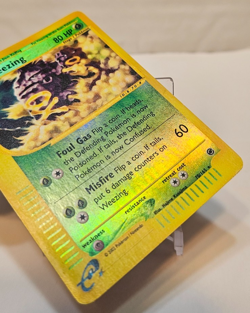 eezing
80 HP
Foul Gas Flip a coin. If heads,
the Defending Pokémon is now
Poisoned. If tails, the Defending
Pokémon is now Confused.
Misfire Flip a coin. If tails,
put 6 damage counters on
Weezing.
60
weakness
resistance
retreat cost